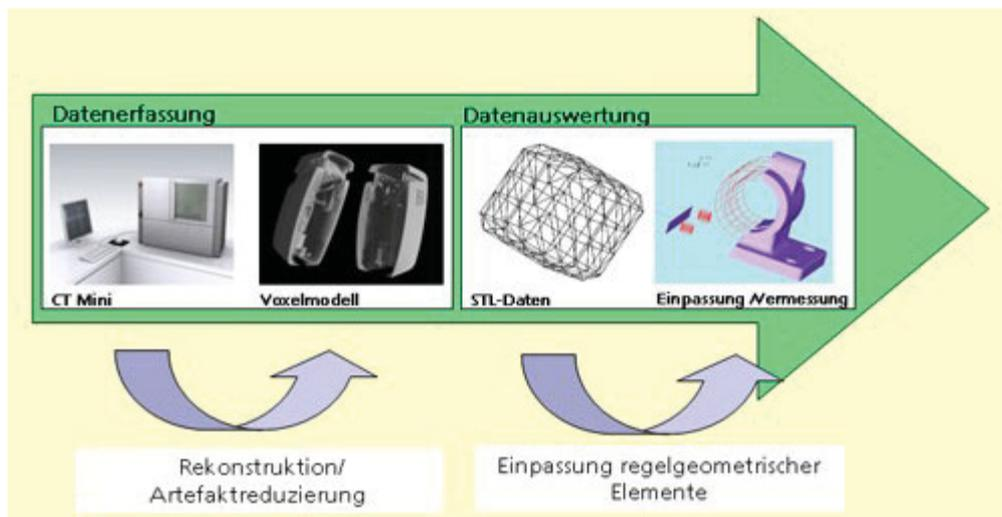 Datenerfassung
Datenauswertung
CT Mini
Voxelmodell
STL-Daten
Einpassung /Vermessung
Rekonstruktion/
Artefaktreduzierung
Einpassung regelgeometrischer
Elemente